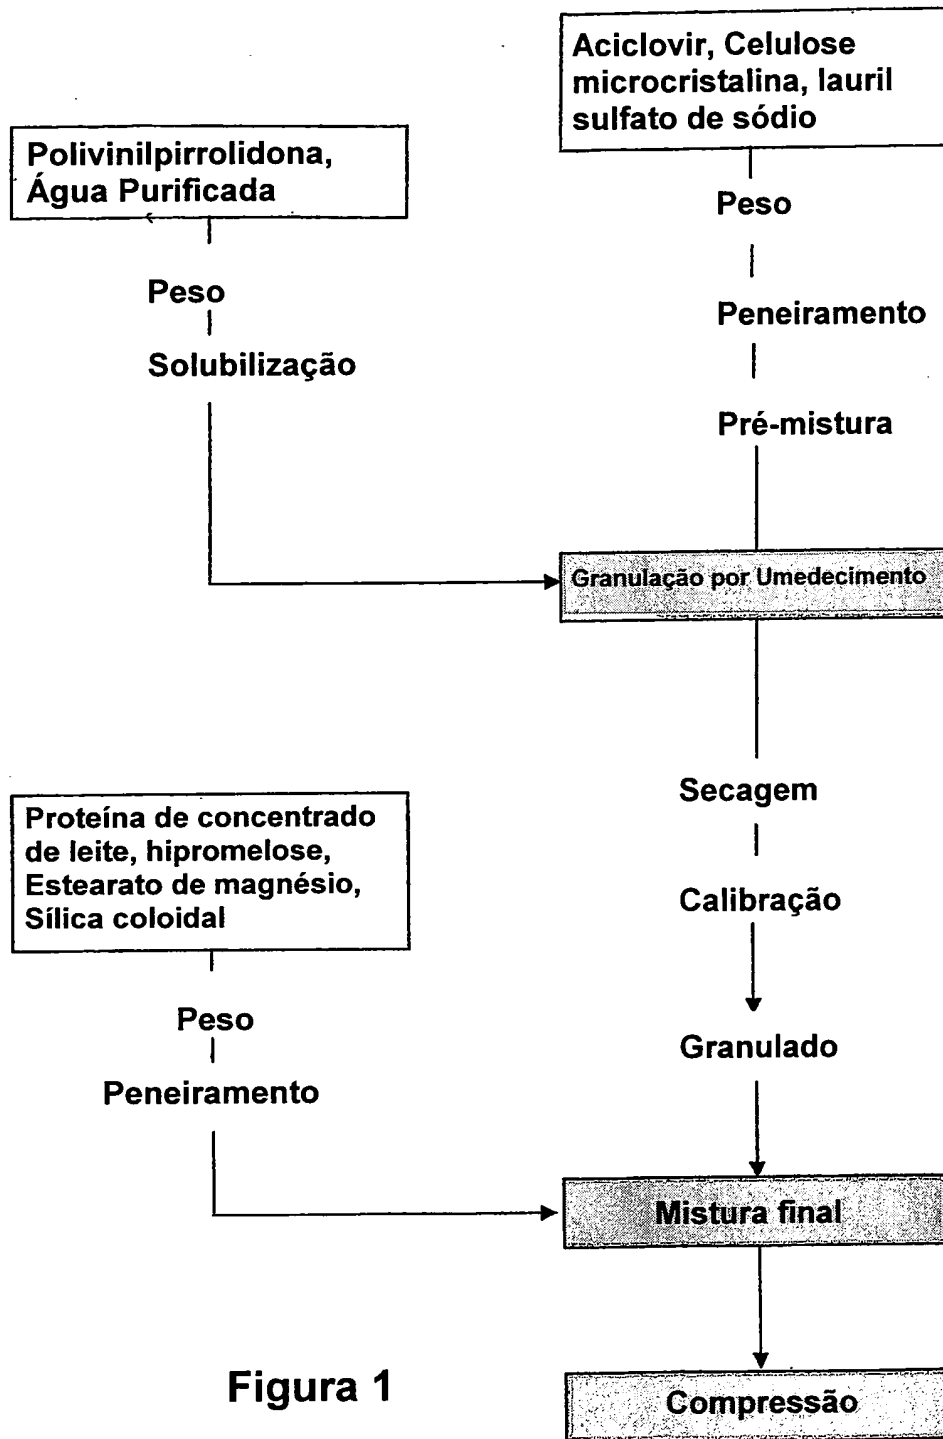 Aciclovir, Celulose
microcristalina, lauril
sulfato de sódio
Polivinilpirrolidona,
Água Purificada
Peso
Peneiramento
Pré-mistura
Peso
Solubilização
Granulação por Umedecimento
Secagem
Calibração
Granulado
Proteína de concentrado
de leite, hipromelose,
Estearato de magnésio,
Sílica coloidal
Peso
Peneiramento
Mistura final
Compressão
Figura 1